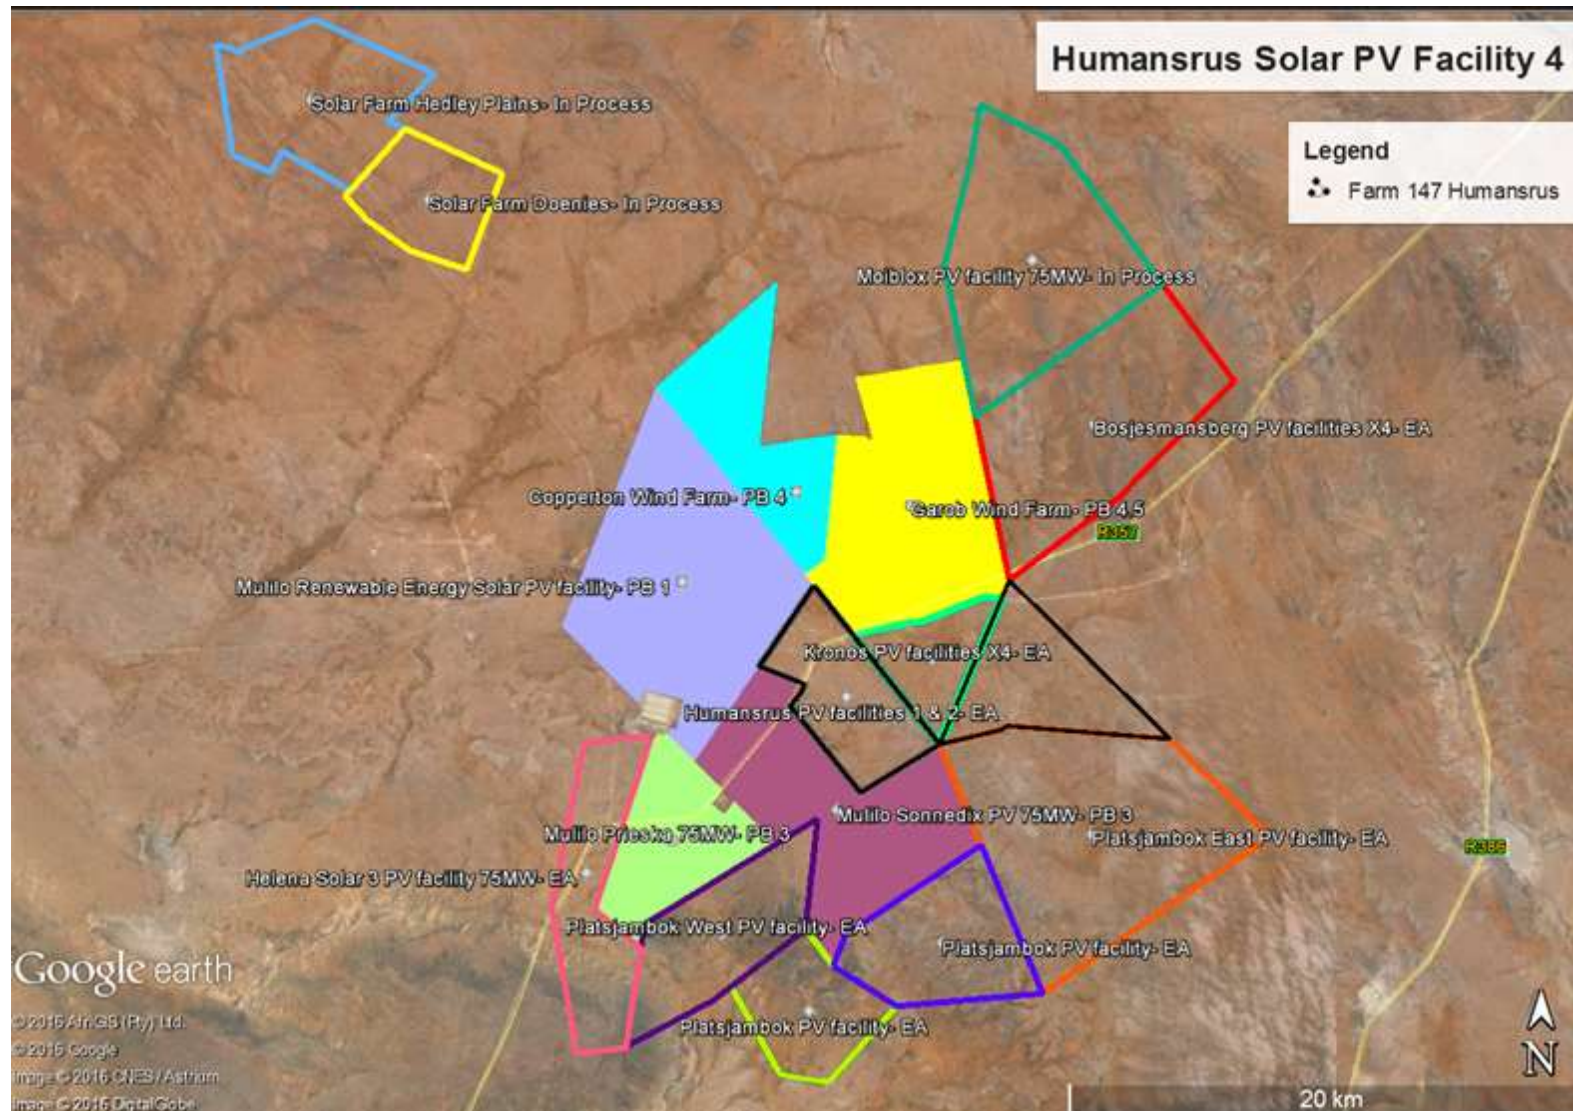 Humansrus Solar PV Facility 4
Legend
Farm 147 Humansrus
Solar Farm Hedley Plains- In Process
Solar Farm Doenies- In Process
Moiblox PV facility 75MW- In Process
Bosjesmansberg PV facilities X4- EA
Copperton Wind Farm- PB 4
Garob Wind Farm- PB 4,5
R357
Mulilo Renewable Energy Solar PV facility- PB 1
Kronos PV facilities X4- EA
Humansrus PV facilities 1 & 2- EA
Mulilo Sonnedix PV 75MW- PB 3
Mulilo Prieska 75MW- PB 3
Platsjambok East PV facility- EA
R386
Helena Solar 3 PV facility 75MW- EA
Platsjambok West PV facility- EA
Platsjambok PV facility- EA
Platsjambok PV facility- EA
Google earth
© 2016 AfriGIS (Pty) Ltd.
© 2016 Google
Image © 2016 CNES / Astrium
Image © 2016 DigitalGlobe
N
20 km